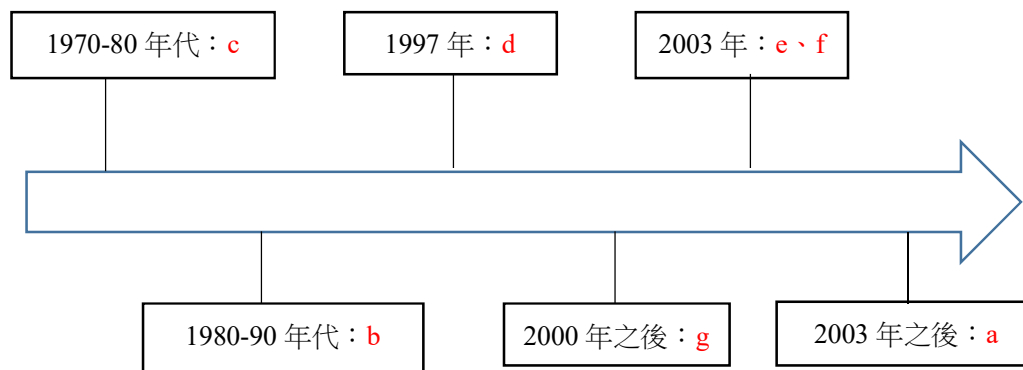 1970-80 年代：c
1997 年：d
2003 年：e、f
1980-90 年代：b
2000 年之後：g
2003 年之後：a